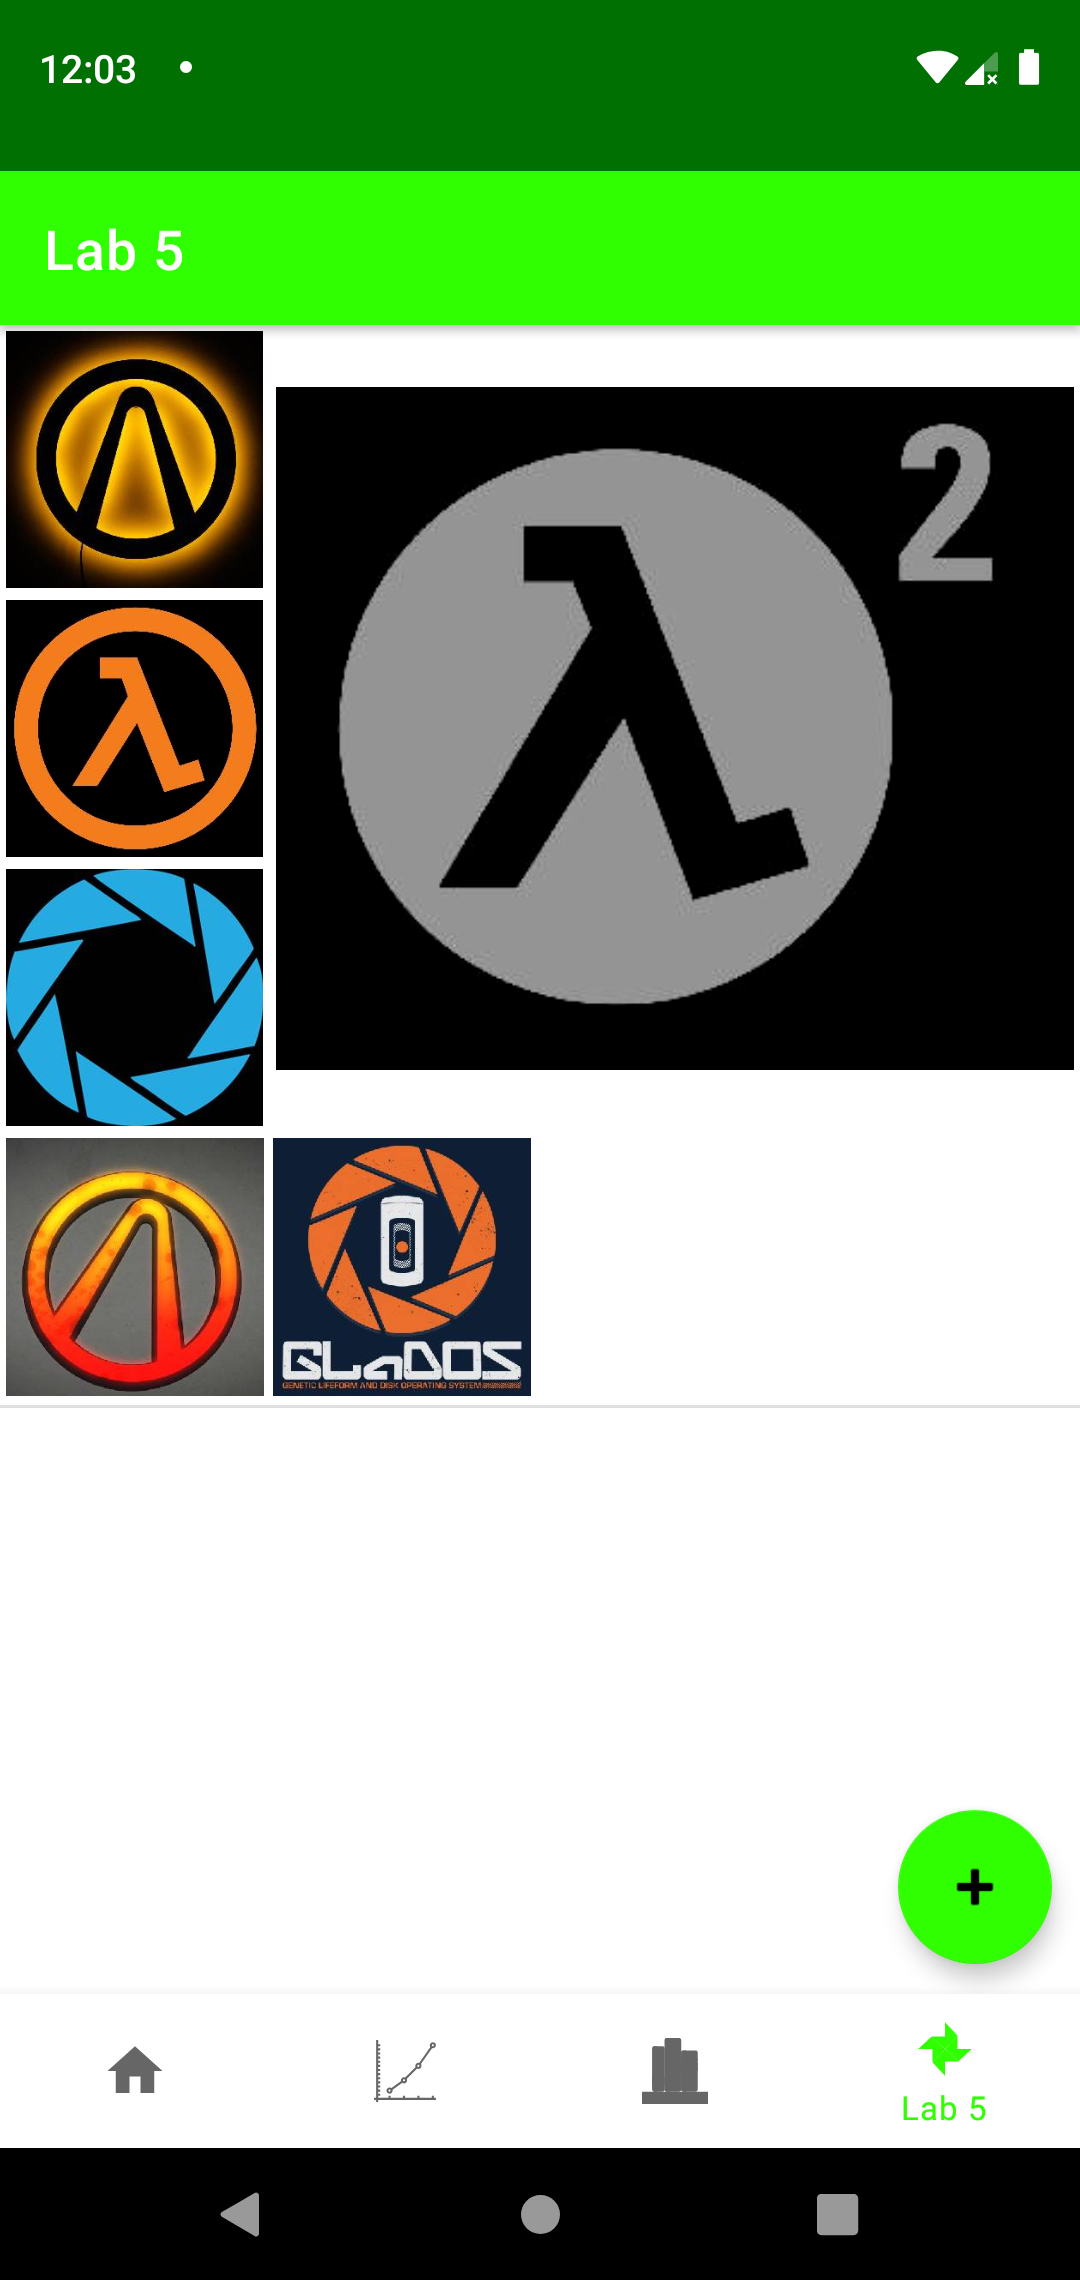 12:03
Lab 5
2
GLaDOS
GENETIC LIFEFORM AND DISK OPERATING SYSTEM
Lab 5